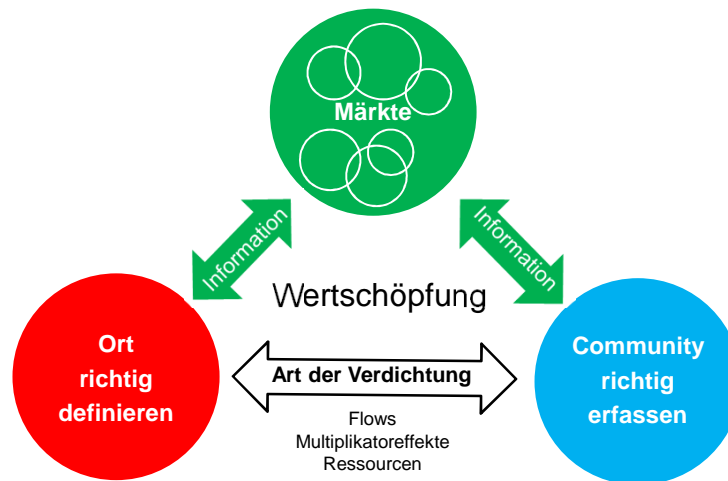 Märkte
Information
Information
Wertschöpfung
Ort
richtig
definieren
Art der Verdichtung
Community
richtig
erfassen
Flows
Multiplikatoreffekte
Ressourcen